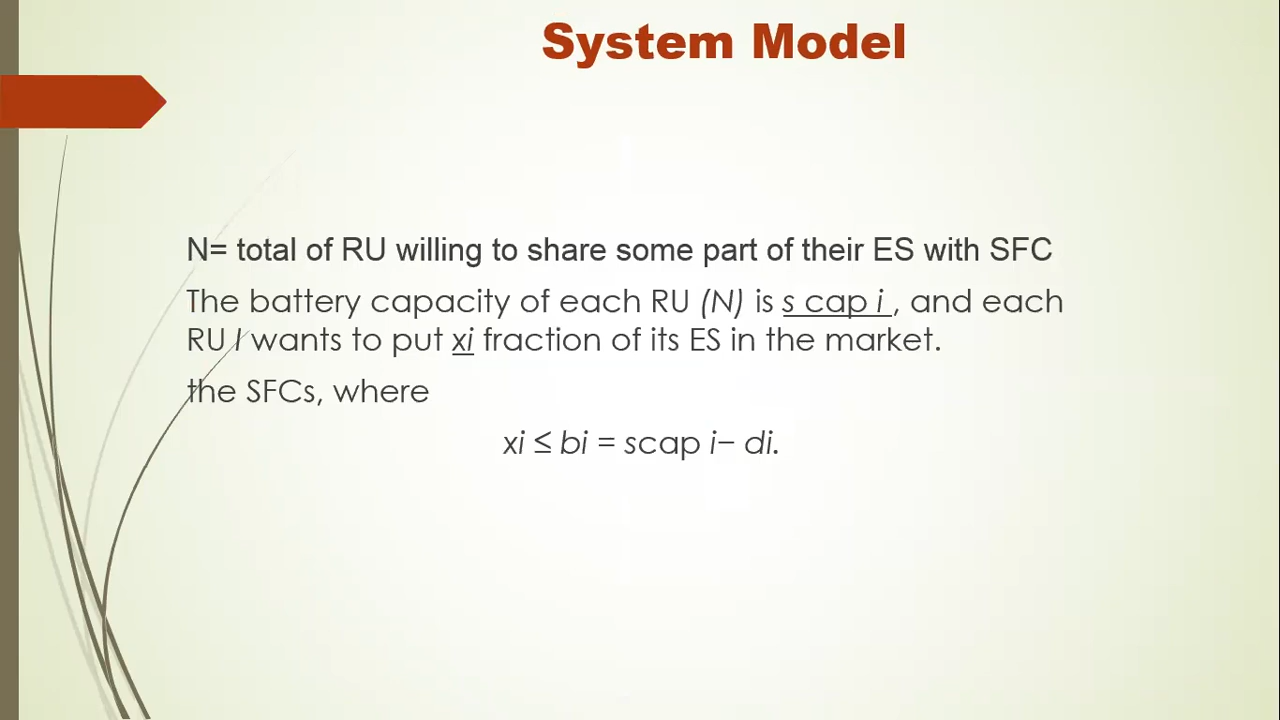 System Model
N= total of RU willing to share some part of their ES with SFC
The battery capacity of each RU (N) is s cap i , and each
RU I wants to put xi fraction of its ES in the market.
the SFCs, where
xi ≤ bi = scap i− di.